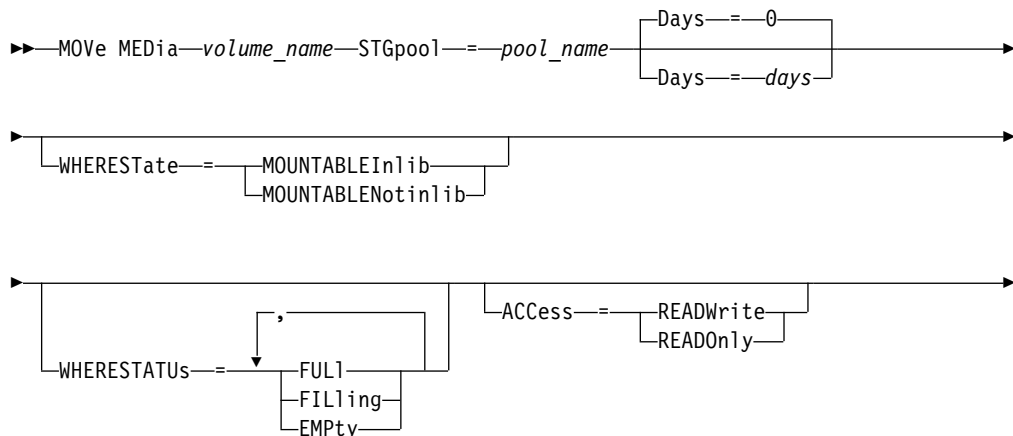 Days = 0
MOVe MEDia volume_name STGpool = pool_name
Days = days
WHERESTate = MOUNTABLEInlib
MOUNTABLENotinlib
,
ACCess = READWrite
READOnly
WHERESTATUs = FULl
FILling
EMPty